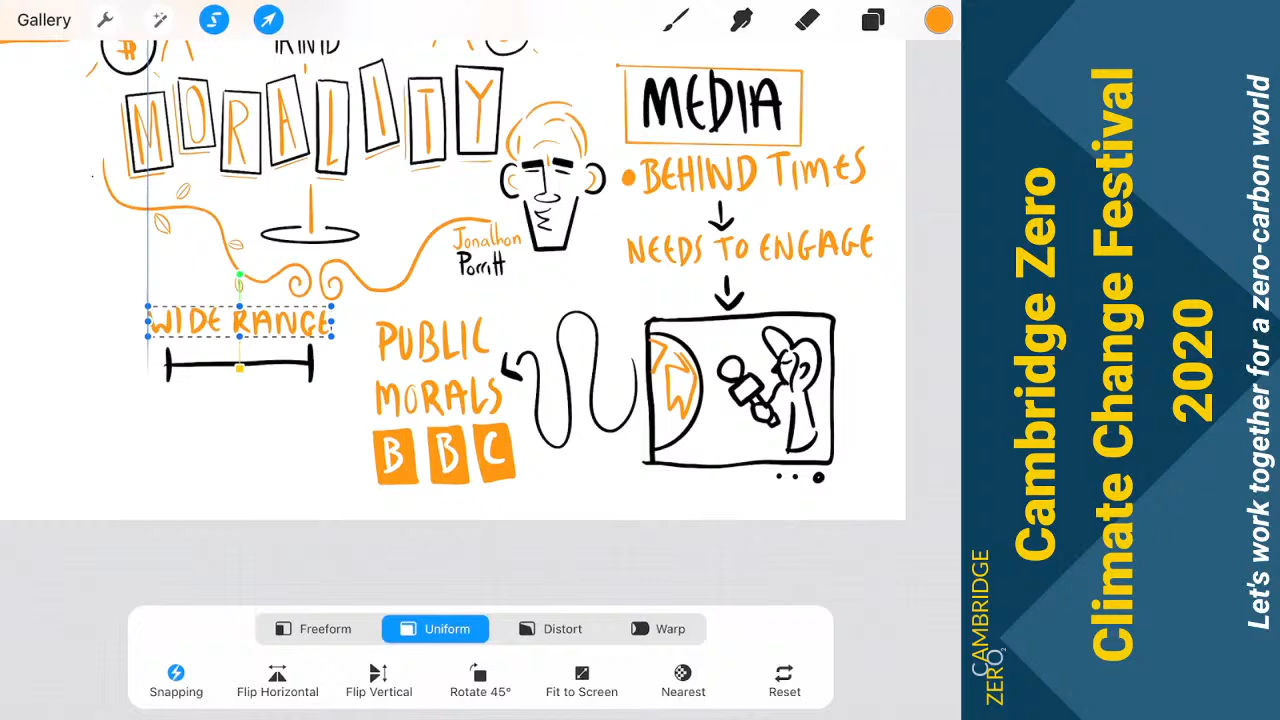 Gallery
MORALITY
Jonathon
Porritt
WIDE RANGE
PUBLIC
MORALS
BBC
MEDIA
• BEHIND TIMES
NEEDS TO ENGAGE
Freeform
Uniform
Distort
Warp
Snapping
Flip Horizontal
Flip Vertical
Rotate 45°
Fit to Screen
Nearest
Reset
CAMBRIDGE
ZERO
Cambridge Zero
Climate Change Festival
2020
Let's work together for a zero-carbon world